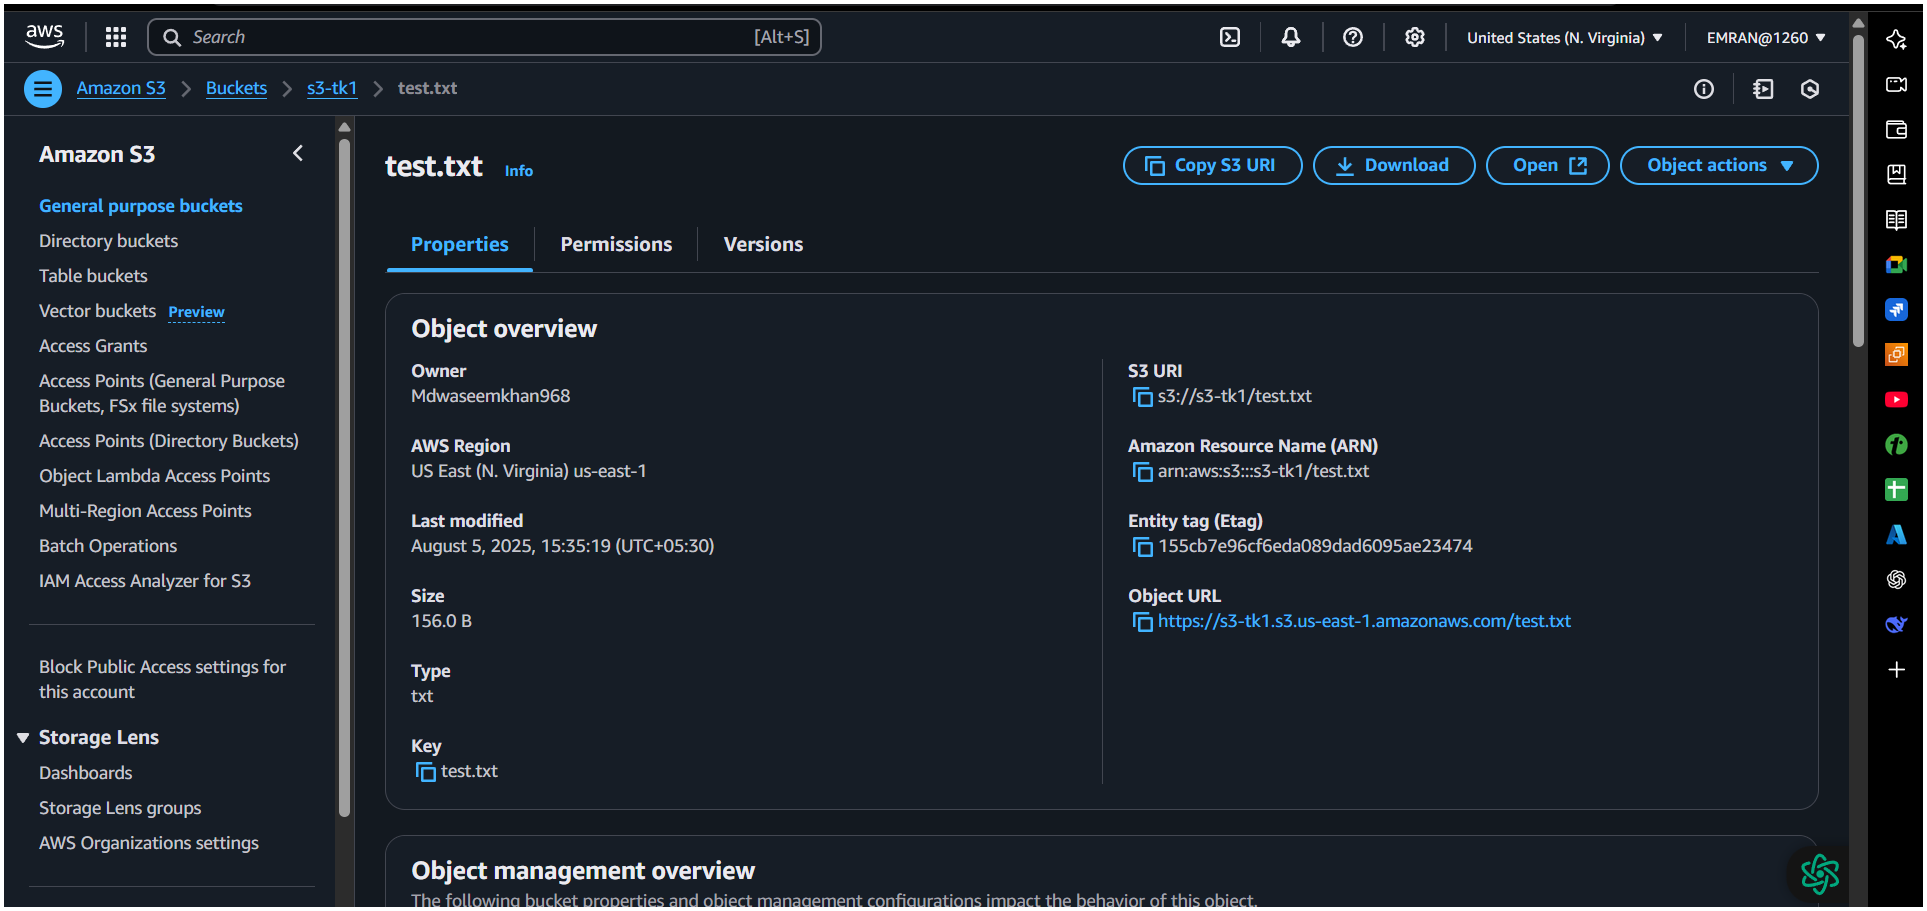 aws
Search [Alt+S]
United States (N. Virginia)
EMRAN@1260
Amazon S3
Buckets
s3-tk1
test.txt
Amazon S3
General purpose buckets
Directory buckets
Table buckets
Vector buckets Preview
Access Grants
Access Points (General Purpose
Buckets, FSx file systems)
Access Points (Directory Buckets)
Object Lambda Access Points
Multi-Region Access Points
Batch Operations
IAM Access Analyzer for S3
Block Public Access settings for
this account
Storage Lens
Dashboards
Storage Lens groups
AWS Organizations settings
test.txt Info
Copy S3 URI
Download
Open
Object actions
Properties
Permissions
Versions
Object overview
Owner
Mdwaseemkhan968
AWS Region
US East (N. Virginia) us-east-1
Last modified
August 5, 2025, 15:35:19 (UTC+05:30)
Size
156.0 B
Type
txt
Key
test.txt
S3 URI
s3://s3-tk1/test.txt
Amazon Resource Name (ARN)
arn:aws:s3:::s3-tk1/test.txt
Entity tag (Etag)
155cb7e96cf6eda089dad6095ae23474
Object URL
https://s3-tk1.s3.us-east-1.amazonaws.com/test.txt
Object management overview
The following bucket properties and object management configurations impact the behavior of this object.